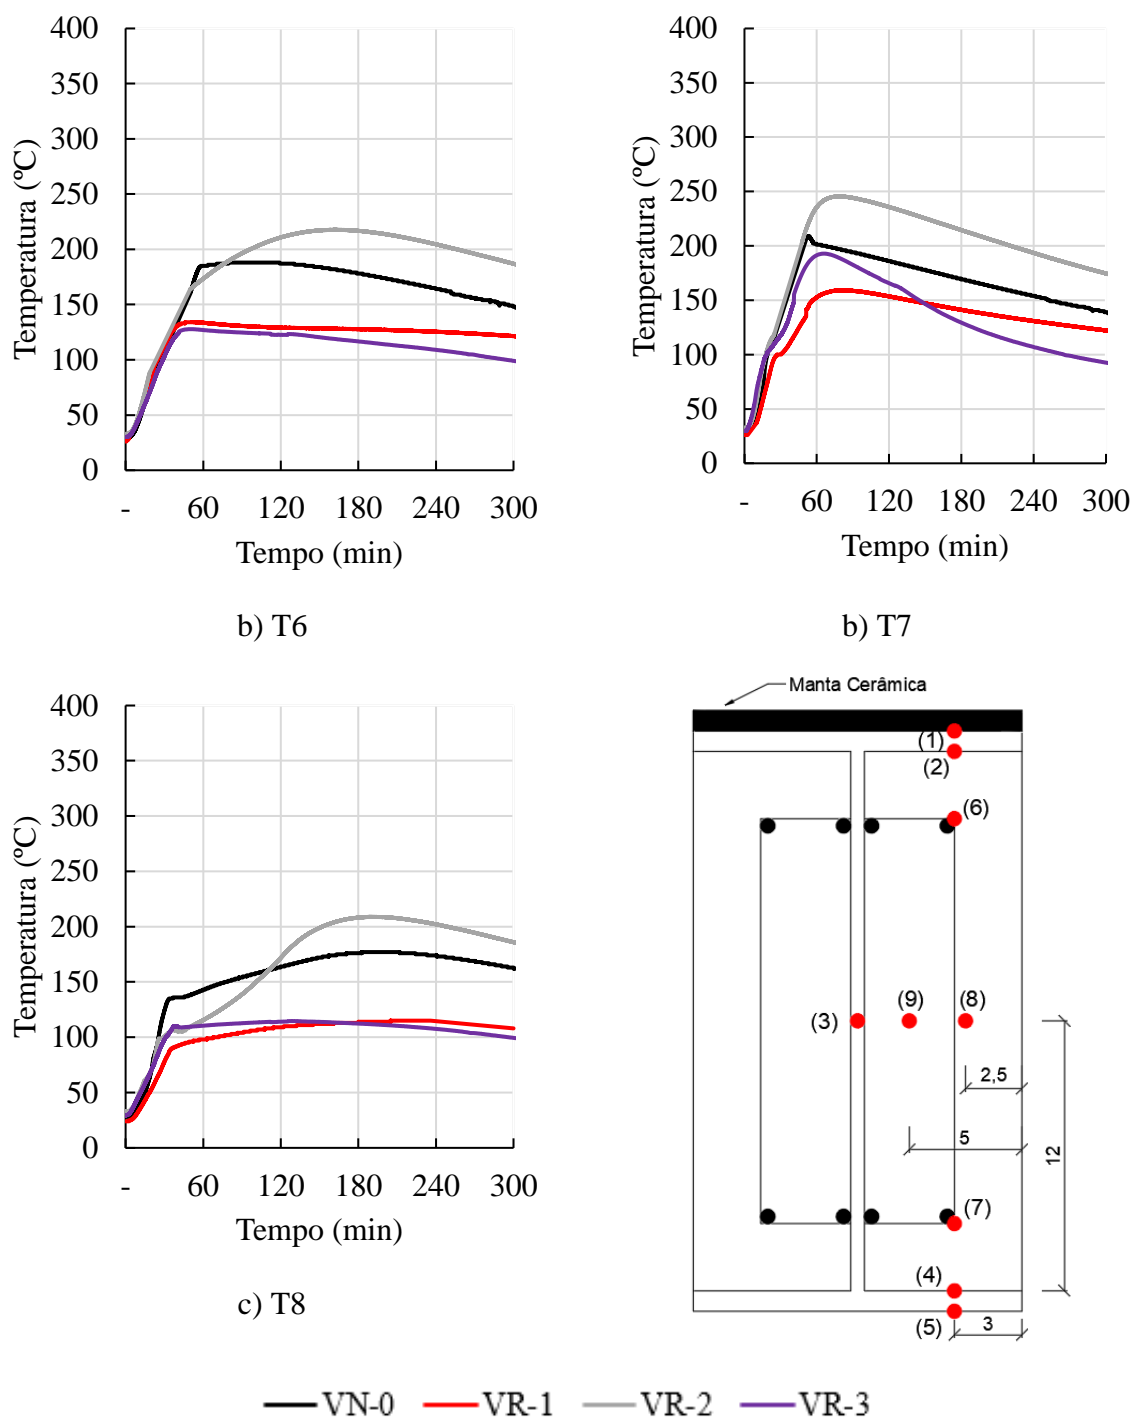 400
350
300
250
200
150
100
50
0
Temperatura (ºC)
- 60 120 180 240 300
Tempo (min)
b) T6
400
350
300
250
200
150
100
50
0
Temperatura (ºC)
- 60 120 180 240 300
Tempo (min)
b) T7
400
350
300
250
200
150
100
50
0
Temperatura (ºC)
- 60 120 180 240 300
Tempo (min)
c) T8
Manta Cerâmica
(1)
(2)
(6)
(3) (9) (8)
2,5
5
12
(7)
(4)
(5) 3
VN-0 VR-1 VR-2 VR-3